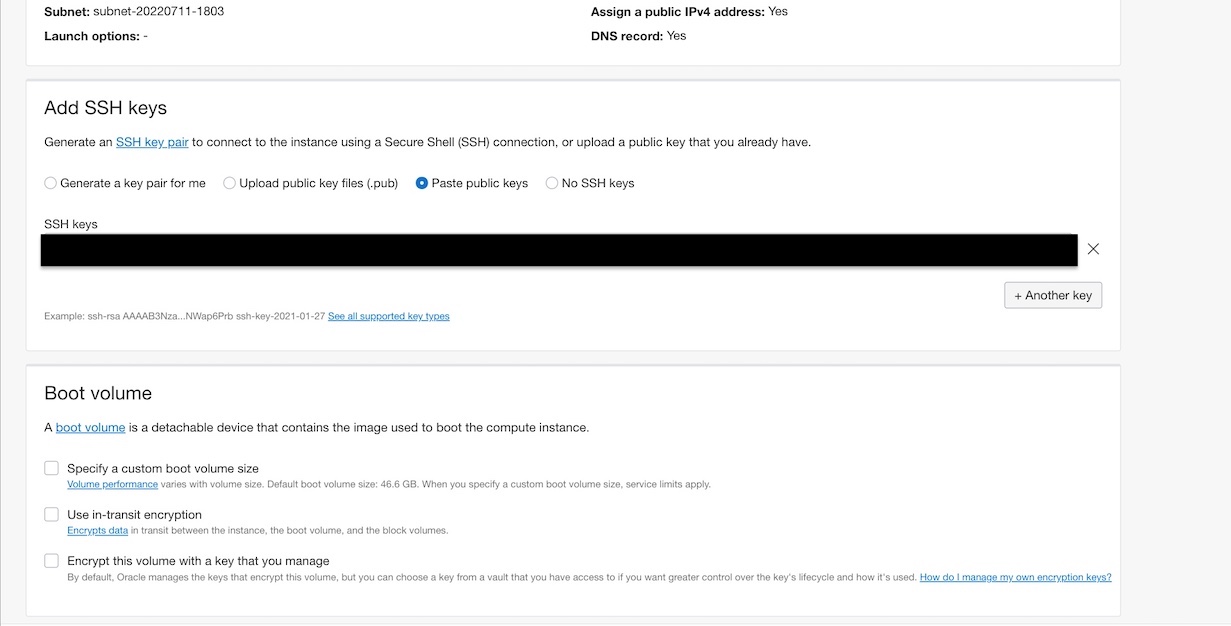 Subnet: subnet-20220711-1803
Assign a public IPv4 address: Yes
Launch options: -
DNS record: Yes
Add SSH keys
Generate an SSH key pair to connect to the instance using a Secure Shell (SSH) connection, or upload a public key that you already have.
Generate a key pair for me Upload public key files (.pub) Paste public keys No SSH keys
SSH keys
+ Another key
Example: ssh-rsa AAAAB3Nza...NWap6Prb ssh-key-2021-01-27 See all supported key types
Boot volume
A boot volume is a detachable device that contains the image used to boot the compute instance.
Specify a custom boot volume size
Volume performance varies with volume size. Default boot volume size: 46.6 GB. When you specify a custom boot volume size, service limits apply.
Use in-transit encryption
Encrypts data in transit between the instance, the boot volume, and the block volumes.
Encrypt this volume with a key that you manage
By default, Oracle manages the keys that encrypt this volume, but you can choose a key from a vault that you have access to if you want greater control over the key's lifecycle and how it's used. How do I manage my own encryption keys?